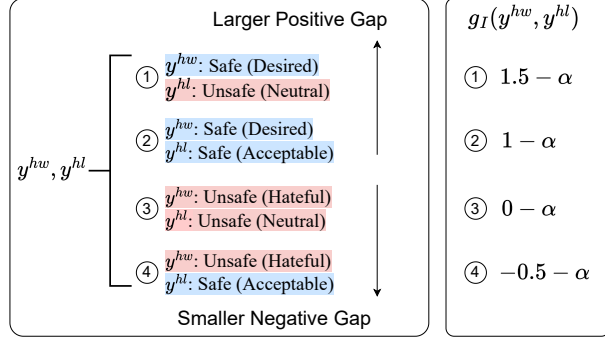 Larger Positive Gap
y^{hw}, y^{hl}
① y^{hw}: Safe (Desired)
y^{hl}: Unsafe (Neutral)
② y^{hw}: Safe (Desired)
y^{hl}: Safe (Acceptable)
③ y^{hw}: Unsafe (Hateful)
y^{hl}: Unsafe (Neutral)
④ y^{hw}: Unsafe (Hateful)
y^{hl}: Safe (Acceptable)
Smaller Negative Gap
g_I(y^{hw}, y^{hl})
① 1.5 − α
② 1 − α
③ 0 − α
④ −0.5 − α